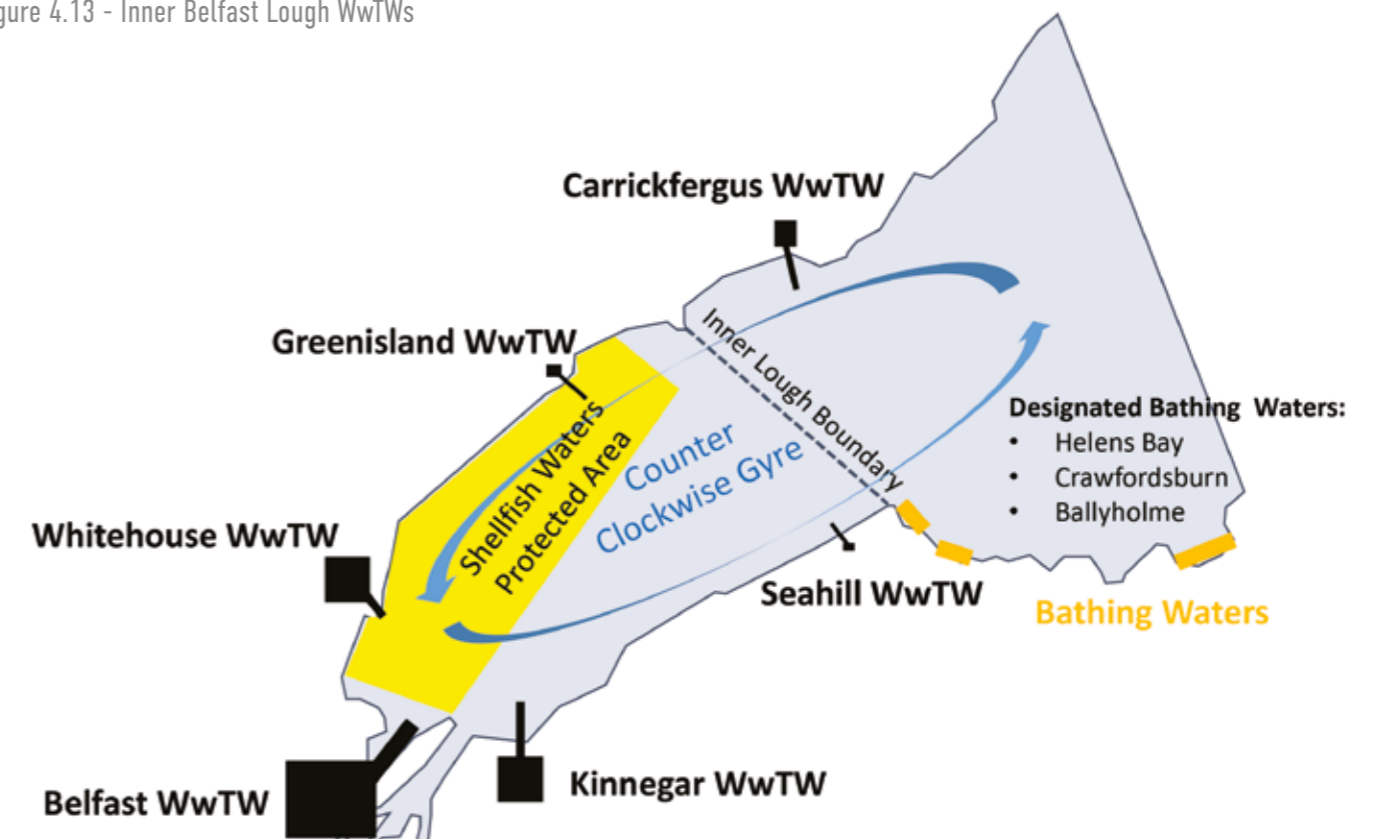 gure 4.13 - Inner Belfast Lough WwTWs
Carrickfergus WwTW
Greenisland WwTW
Inner Lough Boundary
Shellfish Waters
Protected Area
Counter
Clockwise Gyre
Designated Bathing Waters:
• Helens Bay
• Crawfordsburn
• Ballyholme
Whitehouse WwTW
Seahill WwTW
Bathing Waters
Belfast WwTW
Kinnegar WwTW